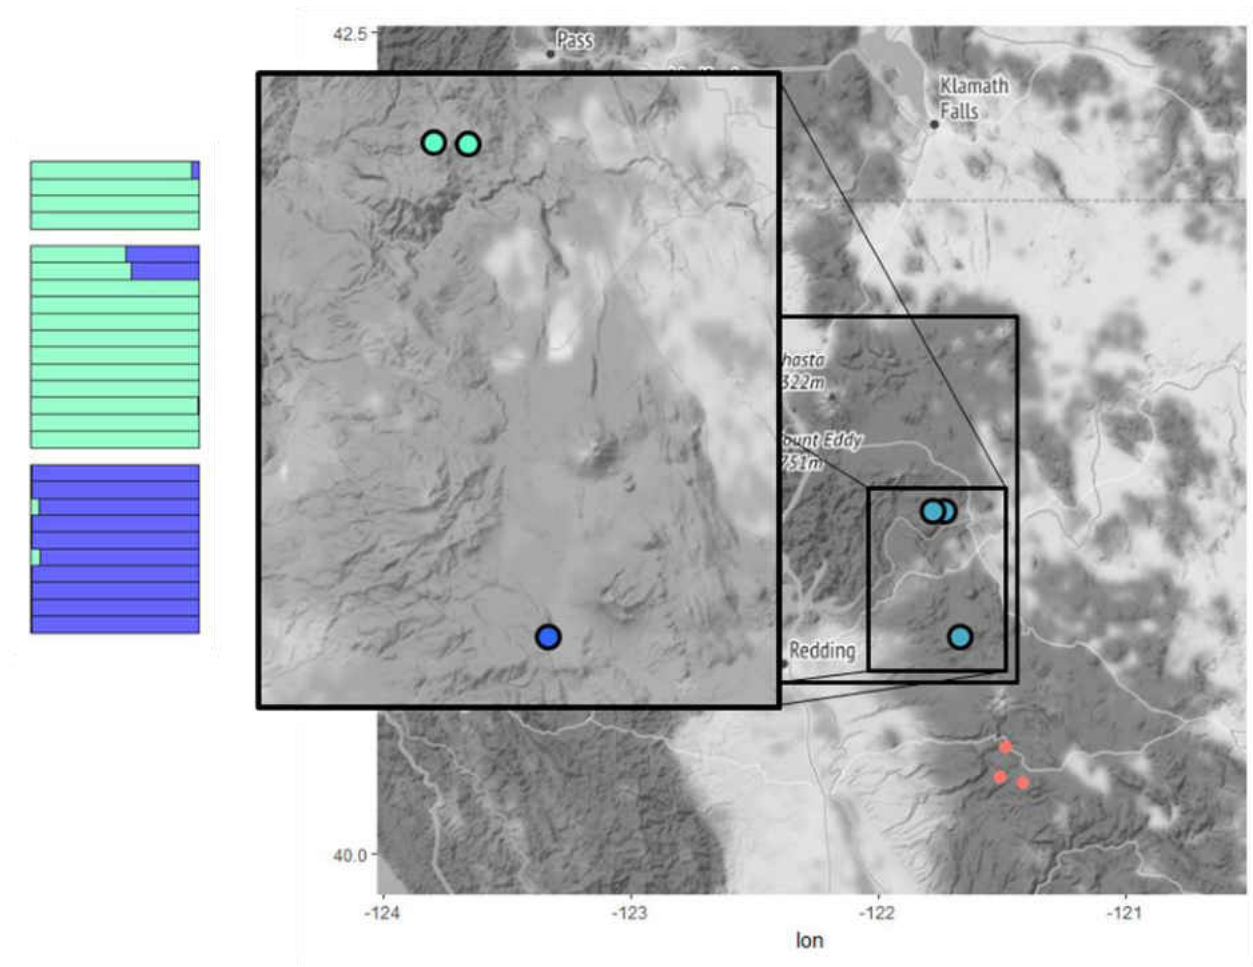 42.5
Pass
Klamath
Falls
hasta
322m
ount Eddy
751m
Redding
40.0
-124
-123
-122
-121
lon